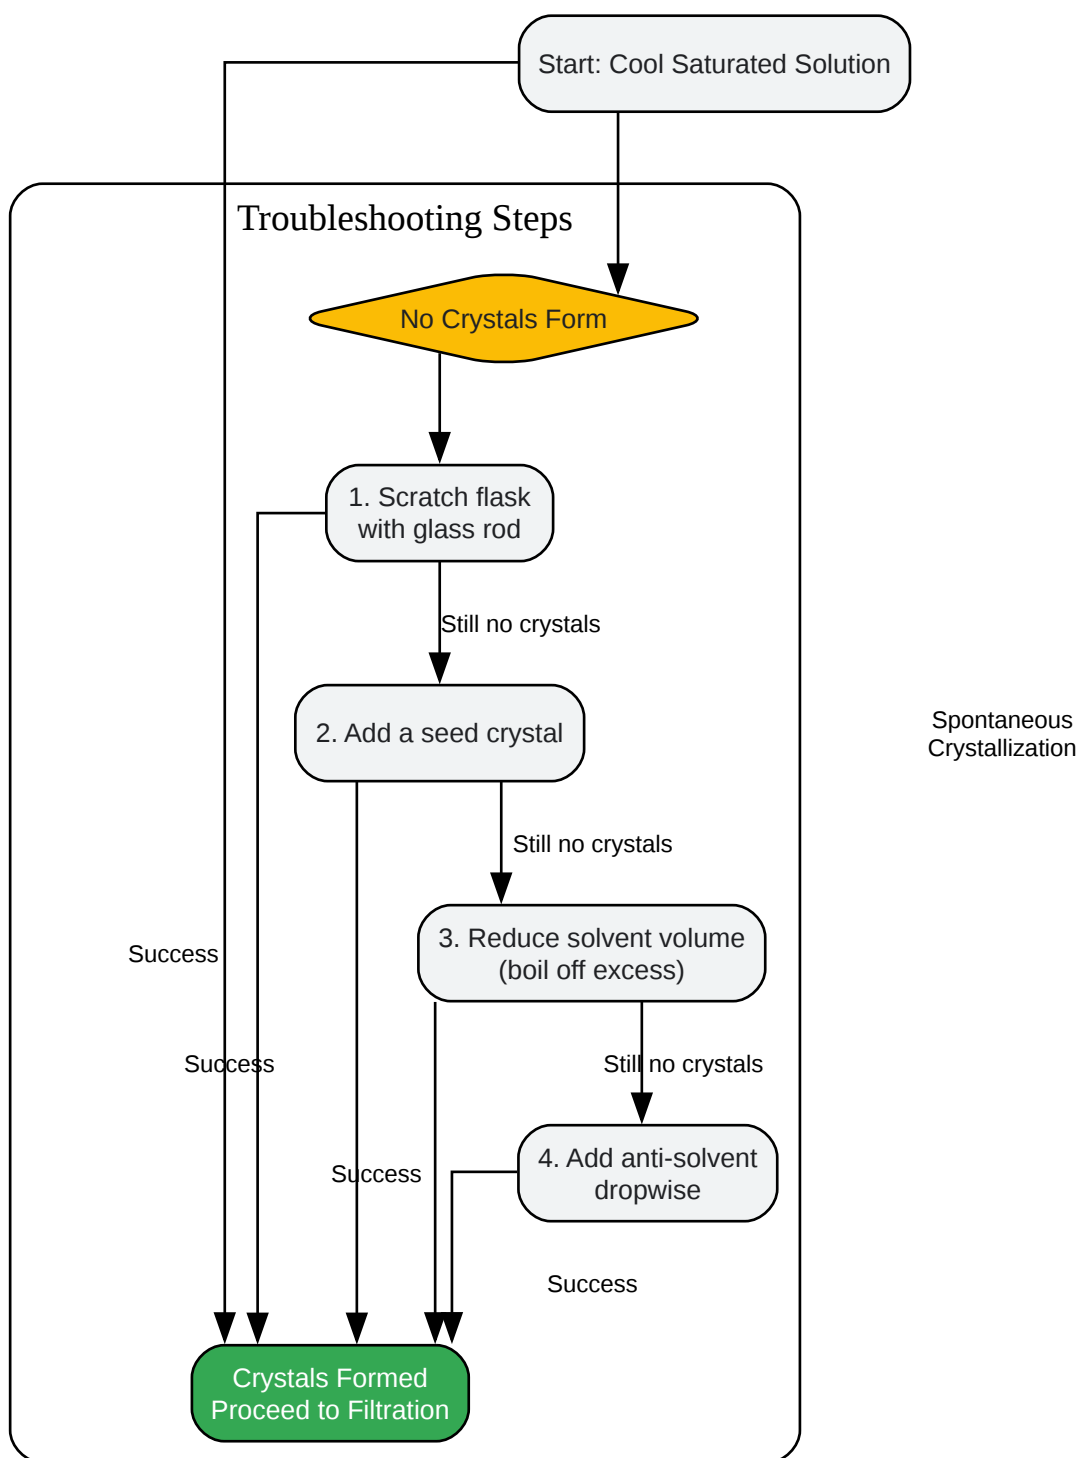 Start: Cool Saturated Solution
Troubleshooting Steps
No Crystals Form
1. Scratch flask
with glass rod
Still no crystals
2. Add a seed crystal
Spontaneous
Crystallization
Still no crystals
3. Reduce solvent volume
(boil off excess)
Success
Success
Still no crystals
4. Add anti-solvent
dropwise
Success
Success
Crystals Formed
Proceed to Filtration